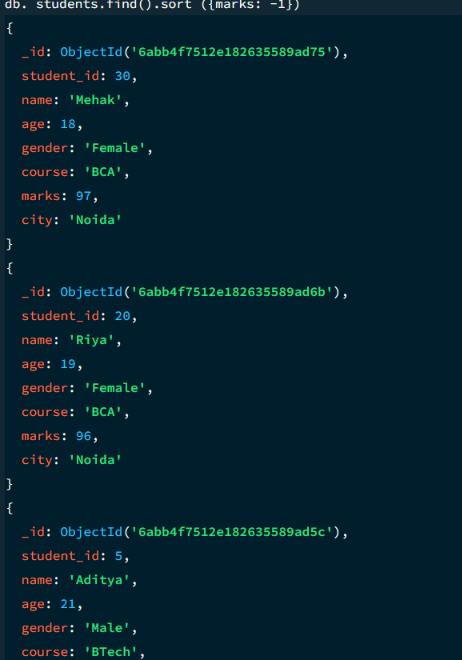 db. students.find().sort ({marks: -1})
{
_id: ObjectId('6abb4f7512e182635589ad75'),
student_id: 30,
name: 'Mehak',
age: 18,
gender: 'Female',
course: 'BCA',
marks: 97,
city: 'Noida'
}
{
_id: ObjectId('6abb4f7512e182635589ad6b'),
student_id: 20,
name: 'Riya',
age: 19,
gender: 'Female',
course: 'BCA',
marks: 96,
city: 'Noida'
}
{
_id: ObjectId('6abb4f7512e182635589ad5c'),
student_id: 5,
name: 'Aditya',
age: 21,
gender: 'Male',
course: 'BTech',